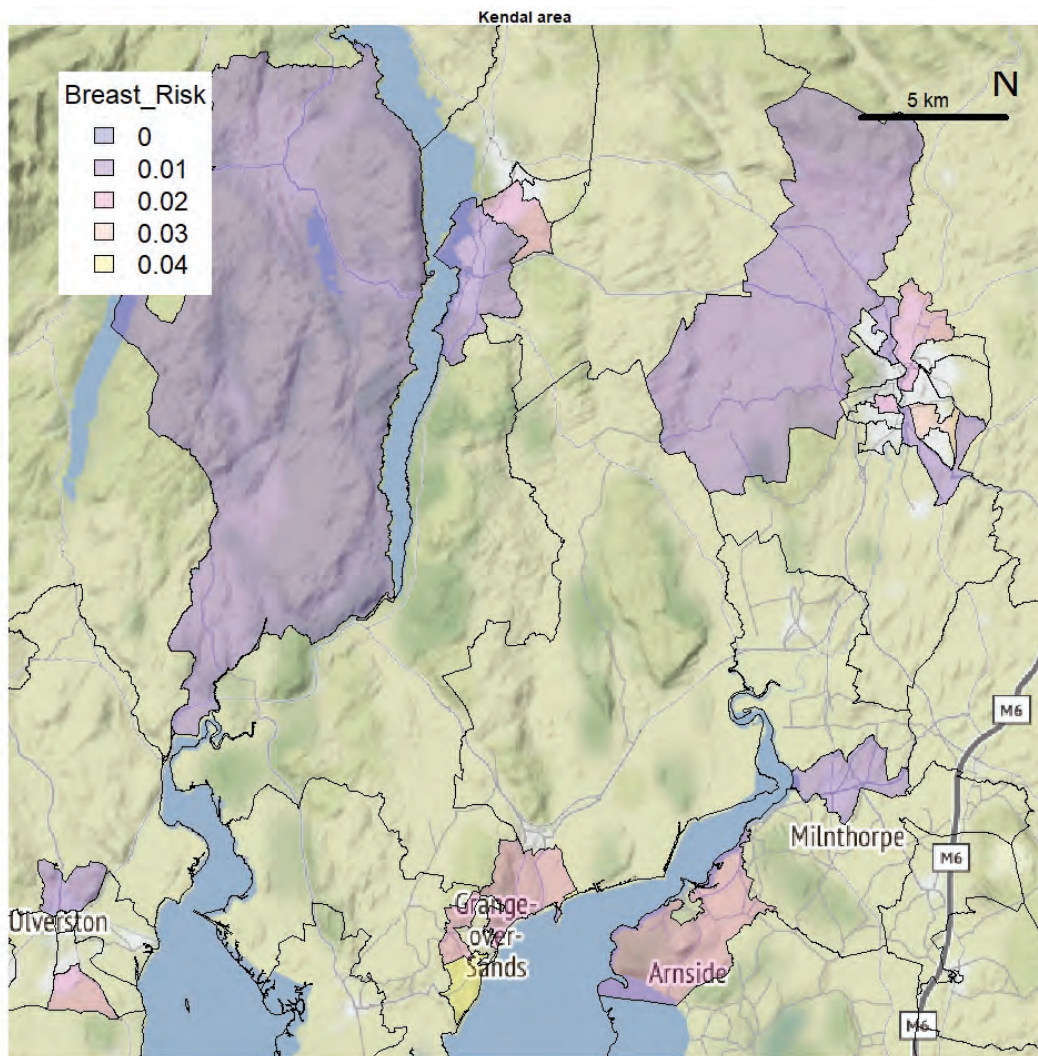 Kendal area
Breast_Risk
0
0.01
0.02
0.03
0.04
N
5 km
M6
M6
Milnthorpe
Ulverston
Grange-
over-
Sands
Arnside
M6